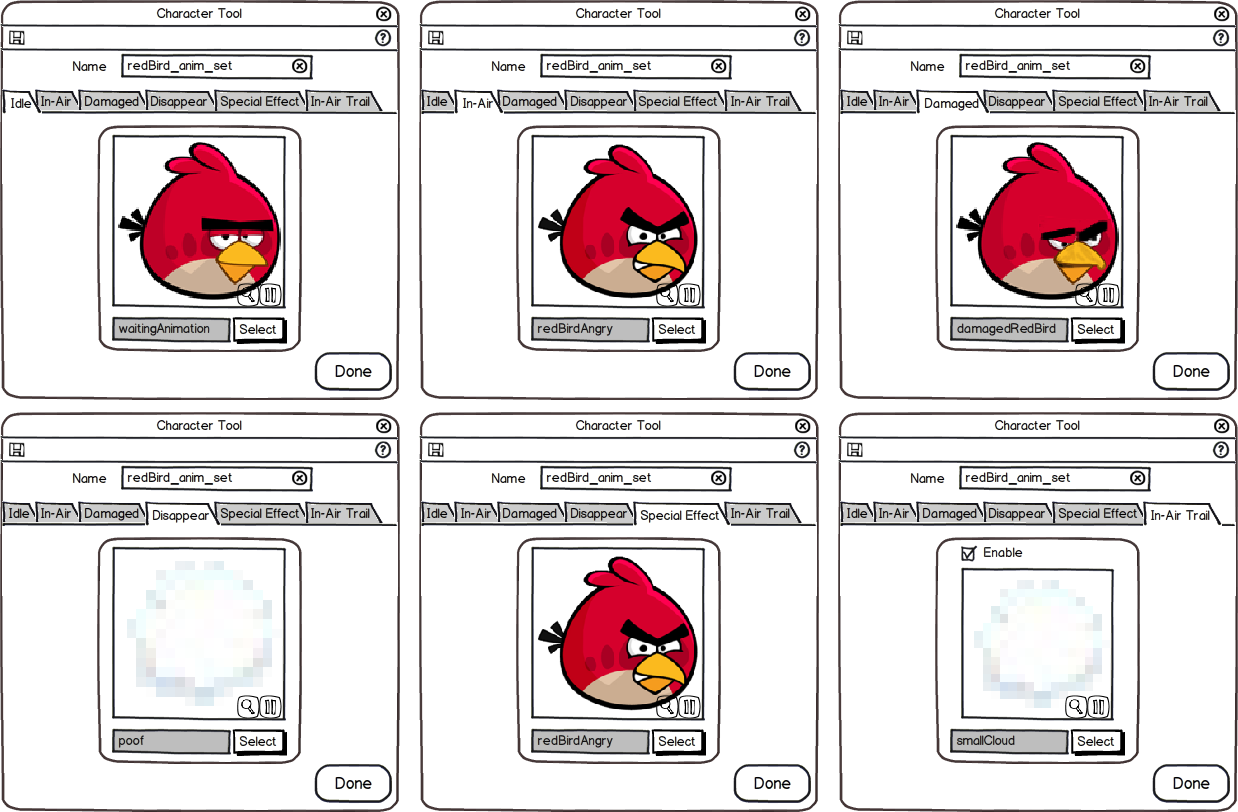 Character Tool
Name redBird_anim_set
Idle In-Air Damaged Disappear Special Effect In-Air Trail
waitingAnimation Select
Done
Character Tool
Name redBird_anim_set
Idle In-Air Damaged Disappear Special Effect In-Air Trail
redBirdAngry Select
Done
Character Tool
Name redBird_anim_set
Idle In-Air Damaged Disappear Special Effect In-Air Trail
damagedRedBird Select
Done
Character Tool
Name redBird_anim_set
Idle In-Air Damaged Disappear Special Effect In-Air Trail
poof Select
Done
Character Tool
Name redBird_anim_set
Idle In-Air Damaged Disappear Special Effect In-Air Trail
redBirdAngry Select
Done
Character Tool
Name redBird_anim_set
Idle In-Air Damaged Disappear Special Effect In-Air Trail
Enable
smallCloud Select
Done